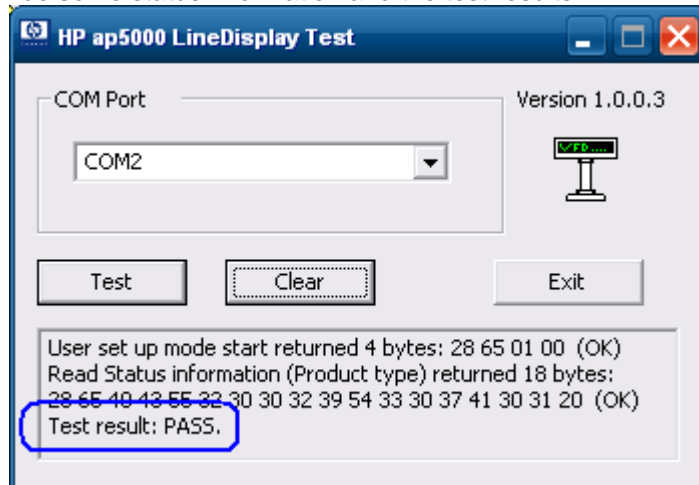 HP ap5000 LineDisplay Test
COM Port
Version 1.0.0.3
COM2
VFD....
Test
Clear
Exit
User set up mode start returned 4 bytes: 28 65 01 00 (OK)
Read Status information (Product type) returned 18 bytes:
28 65 40 43 55 32 30 30 32 39 54 33 30 37 41 30 31 20 (OK)
Test result: PASS.